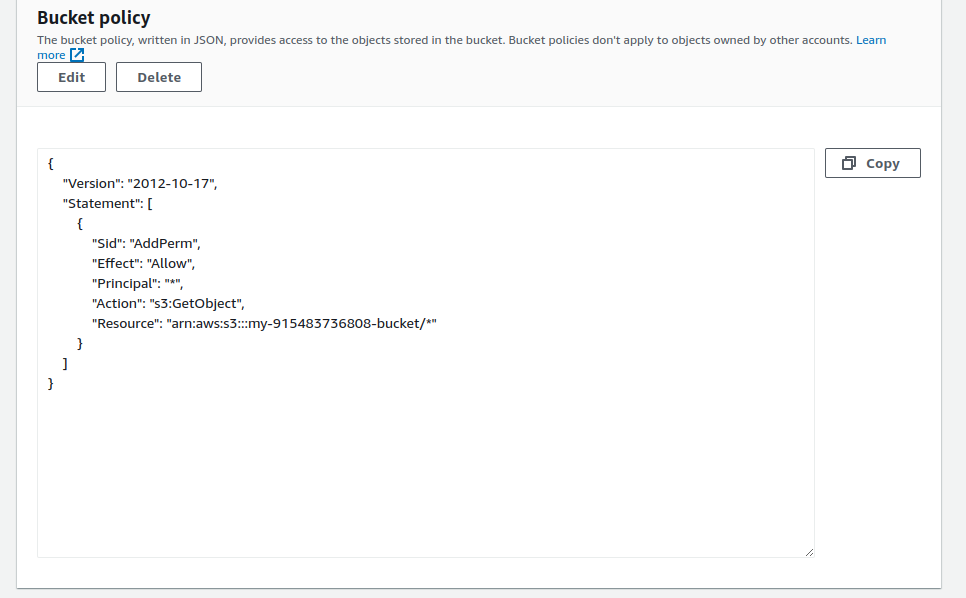 Bucket policy
The bucket policy, written in JSON, provides access to the objects stored in the bucket. Bucket policies don't apply to objects owned by other accounts. Learn
more
Edit
Delete
{
"Version": "2012-10-17",
"Statement": [
{
"Sid": "AddPerm",
"Effect": "Allow",
"Principal": "*",
"Action": "s3:GetObject",
"Resource": "arn:aws:s3:::my-915483736808-bucket/*"
}
]
}
Copy